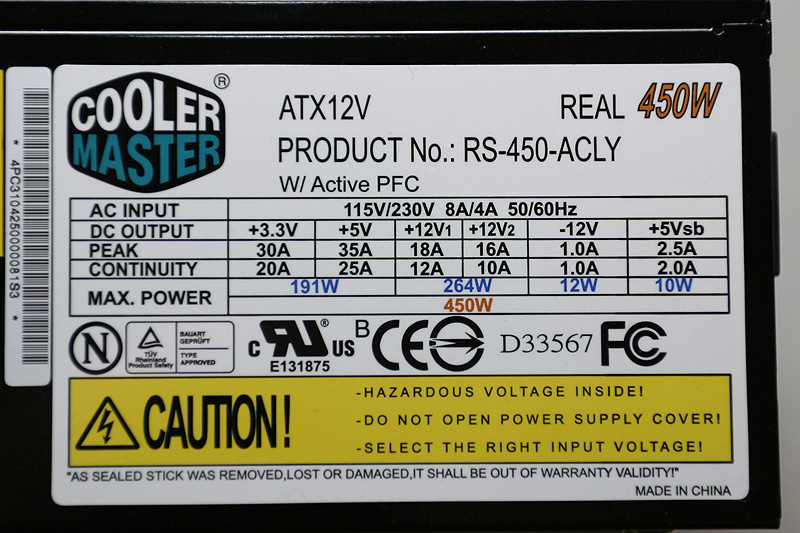 COOLER MASTER ®
ATX12V REAL 450W
PRODUCT No.: RS-450-ACLY
W/ Active PFC
AC INPUT 115V/230V 8A/4A 50/60Hz
DC OUTPUT +3.3V +5V +12V1 +12V2 -12V +5Vsb
PEAK 30A 35A 18A 16A 1.0A 2.5A
CONTINUITY 20A 25A 12A 10A 1.0A 2.0A
MAX. POWER 191W 264W 12W 10W
450W
N
TÜV
Rheinland
Product Safety
BAUART
GEPRÜFT
TYPE
APPROVED
c RU ® US
E131875
B CE D33567 FC
CAUTION!
-HAZARDOUS VOLTAGE INSIDE!
-DO NOT OPEN POWER SUPPLY COVER!
-SELECT THE RIGHT INPUT VOLTAGE!
"AS SEALED STICK WAS REMOVED,LOST OR DAMAGED,IT SHALL BE OUT OF WARRANTY VALIDITY!"
MADE IN CHINA
* 4PC3104250000081S3 *